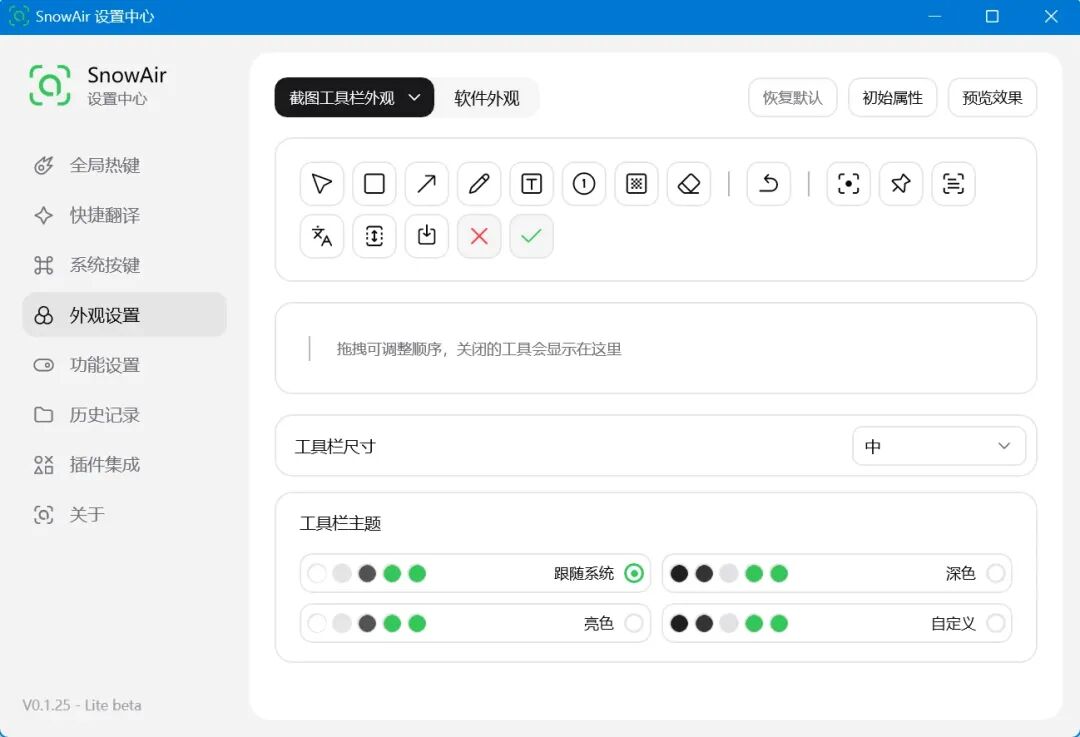 SnowAir 设置中心
SnowAir
设置中心
全局热键
快捷翻译
系统按键
外观设置
功能设置
历史记录
插件集成
关于
V0.1.25 - Lite beta
截图工具栏外观 软件外观 恢复默认 初始属性 预览效果
T 1
文A
拖拽可调整顺序，关闭的工具会显示在这里
工具栏尺寸 中
工具栏主题
跟随系统 深色
亮色 自定义